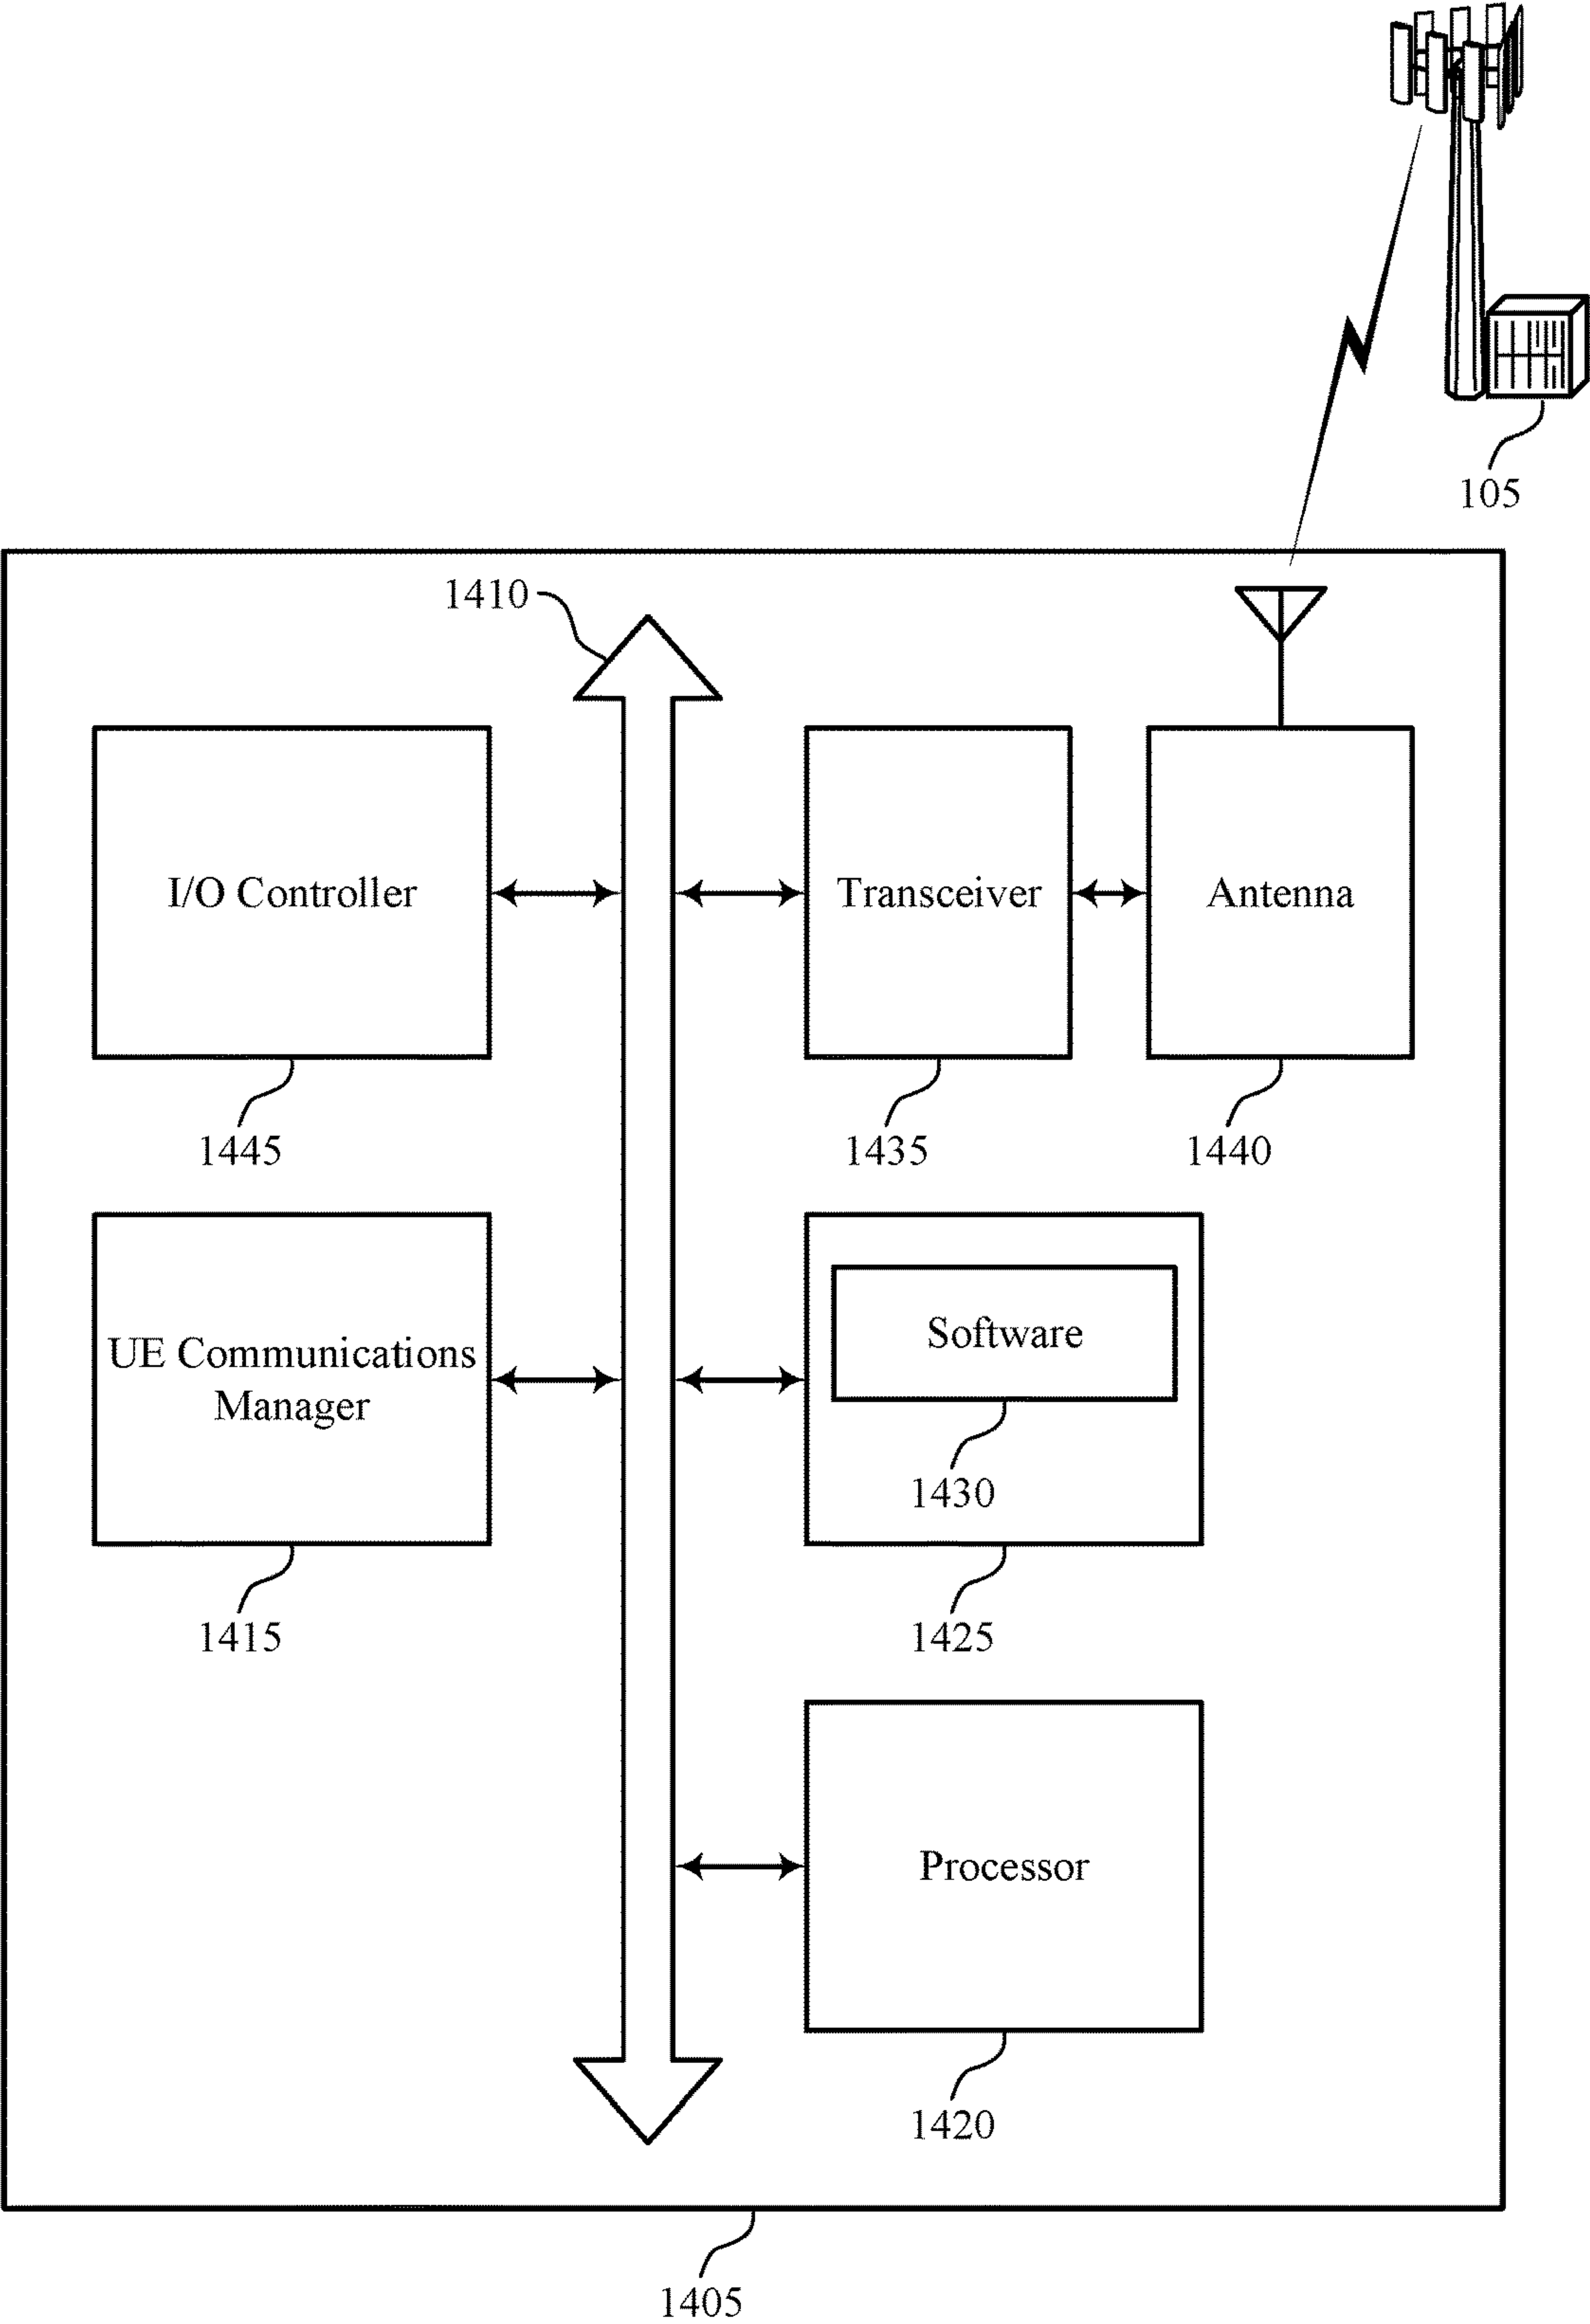 105
1410
I/O Controller
Transceiver
Antenna
1445
1435
1440
UE Communications
Manager
Software
1430
1415
1425
Processor
1420
1405